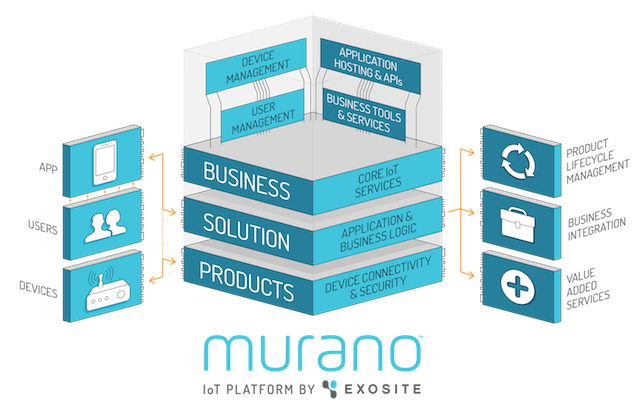 DEVICE
MANAGEMENT
APPLICATION
HOSTING & APIs
USER
MANAGEMENT
BUSINESS TOOLS
& SERVICES
APP
USERS
DEVICES
BUSINESS
CORE IoT
SERVICES
SOLUTION
APPLICATION &
BUSINESS LOGIC
PRODUCTS
DEVICE CONNECTIVITY
& SECURITY
PRODUCT
LIFECYCLE
MANAGEMENT
BUSINESS
INTEGRATION
VALUE
ADDED
SERVICES
murano™
IoT PLATFORM BY EXOSITE